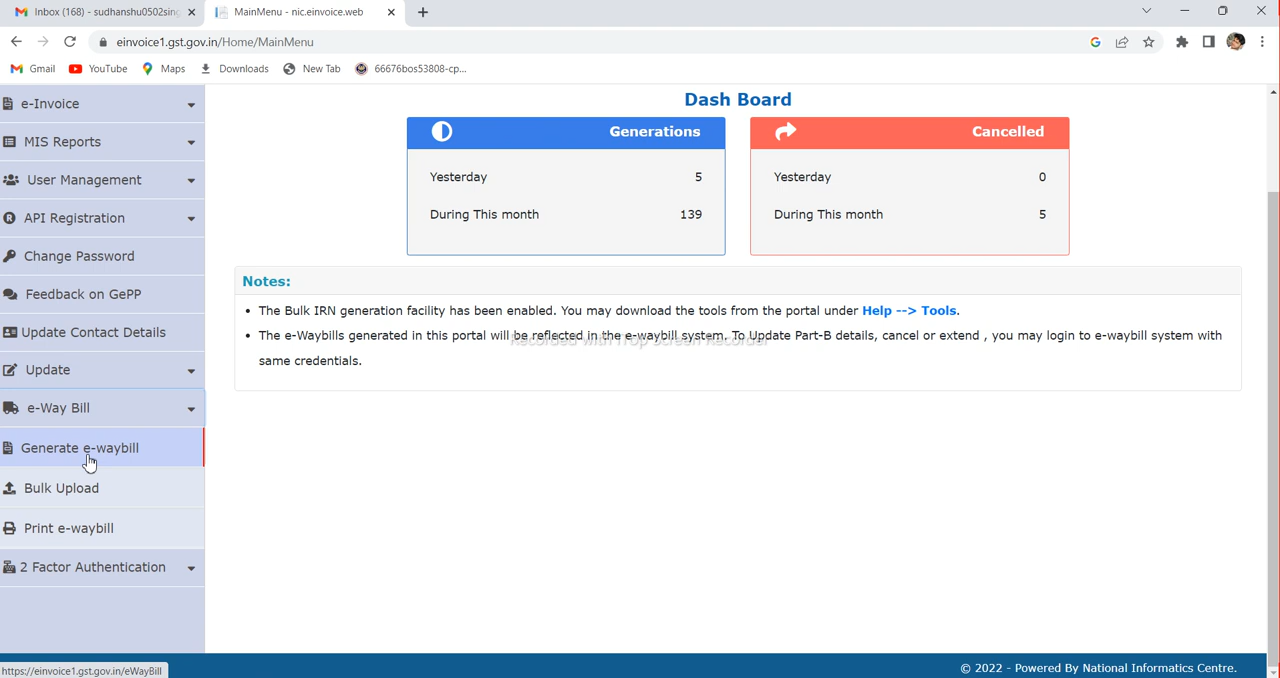 Inbox (168) - sudhanshu0502sing
MainMenu - nic.einvoice.web
einvoice1.gst.gov.in/Home/MainMenu
Gmail YouTube Maps Downloads New Tab 66676bos53808-cp...
e-Invoice
MIS Reports
User Management
API Registration
Change Password
Feedback on GePP
Update Contact Details
Update
e-Way Bill
Generate e-waybill
Bulk Upload
Print e-waybill
2 Factor Authentication
Dash Board
Generations
Yesterday 5
During This month 139
Cancelled
Yesterday 0
During This month 5
Notes:
• The Bulk IRN generation facility has been enabled. You may download the tools from the portal under Help --> Tools.
• The e-Waybills generated in this portal will be reflected in the e-waybill system. To Update Part-B details, cancel or extend , you may login to e-waybill system with
same credentials.
Recorded with iTop Screen Recorder
https://einvoice1.gst.gov.in/eWayBill
© 2022 - Powered By National Informatics Centre.